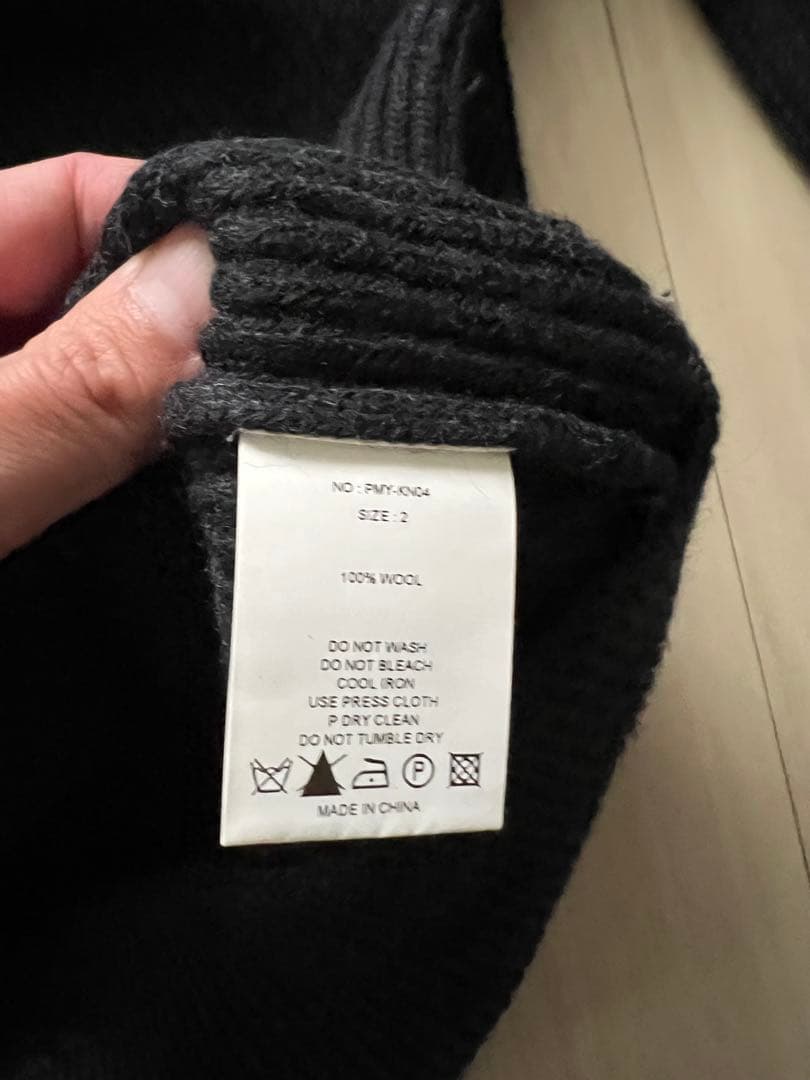 NO : PMY-KN04
SIZE : 2
100% WOOL
DO NOT WASH
DO NOT BLEACH
COOL IRON
USE PRESS CLOTH
P DRY CLEAN
DO NOT TUMBLE DRY
P
MADE IN CHINA